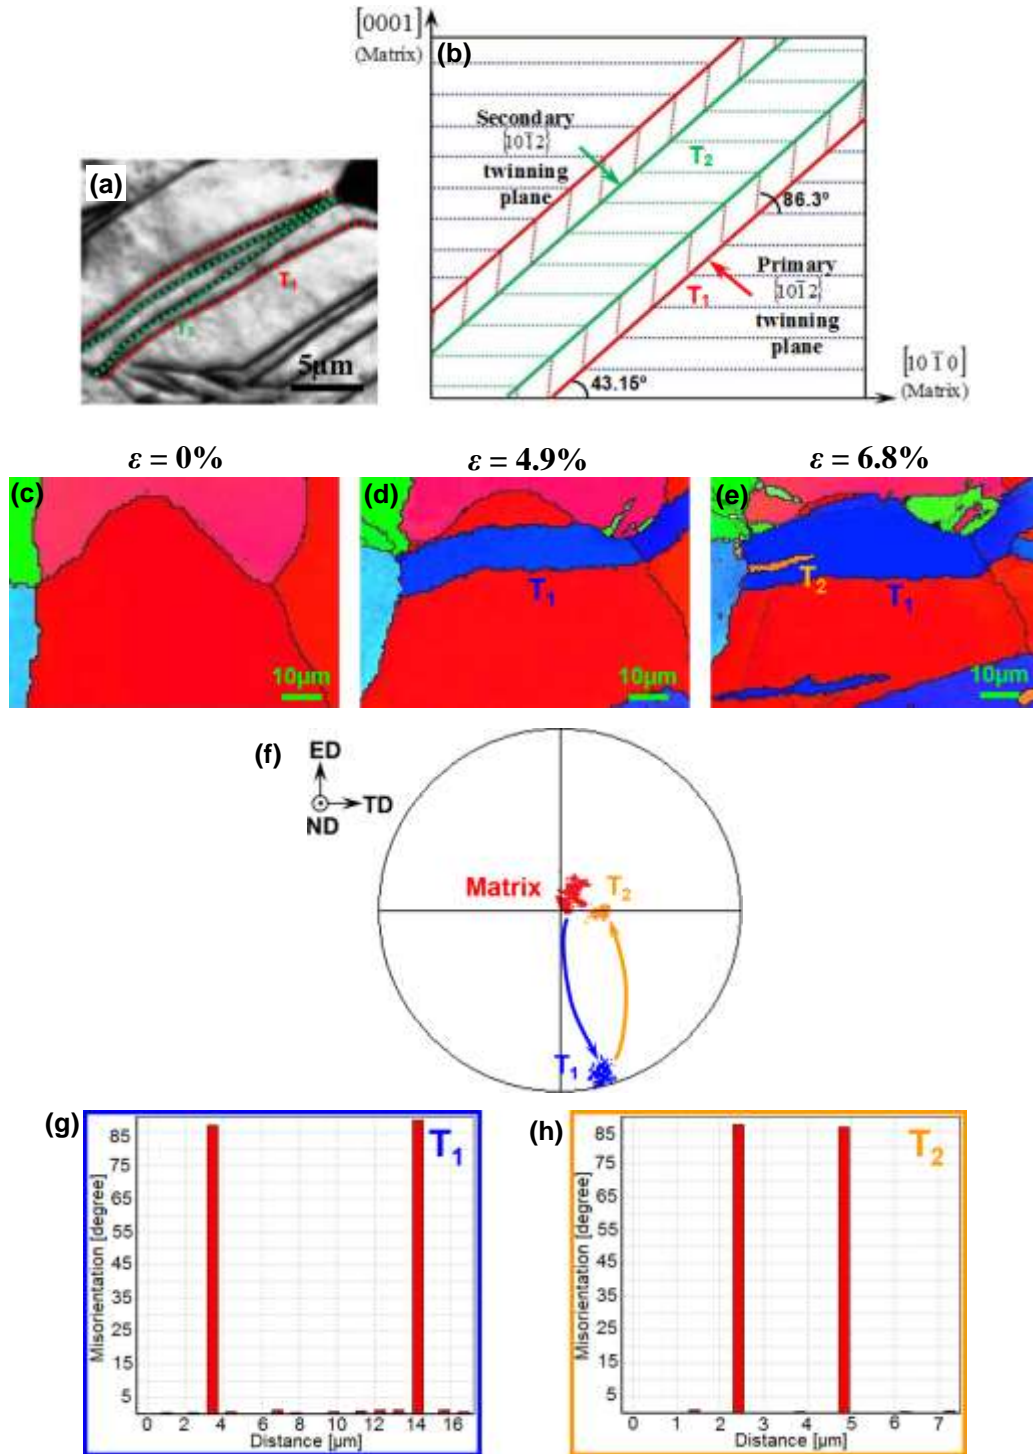 [0001]
(Matrix)
(b)
Secondary
{101̄2}
twinning
plane
T₂
86.3º
Primary
{101̄2}
T₁
twinning
plane
43.15º
[10 1̄ 0]
(Matrix)
(a)
T₁
T₂
5μm
ε = 0%
ε = 4.9%
ε = 6.8%
(c)
10μm
(d)
T₁
10μm
(e)
T₂
T₁
10μm
(f)
ED
TD
ND
Matrix
T₂
T₁
(g)
T₁
Misorientation [degree]
85
75
65
55
45
35
25
15
5
0 2 4 6 8 10 12 14 16
Distance [μm]
(h)
T₂
Misorientation [degree]
85
75
65
55
45
35
25
15
5
0 1 2 3 4 5 6 7
Distance [μm]